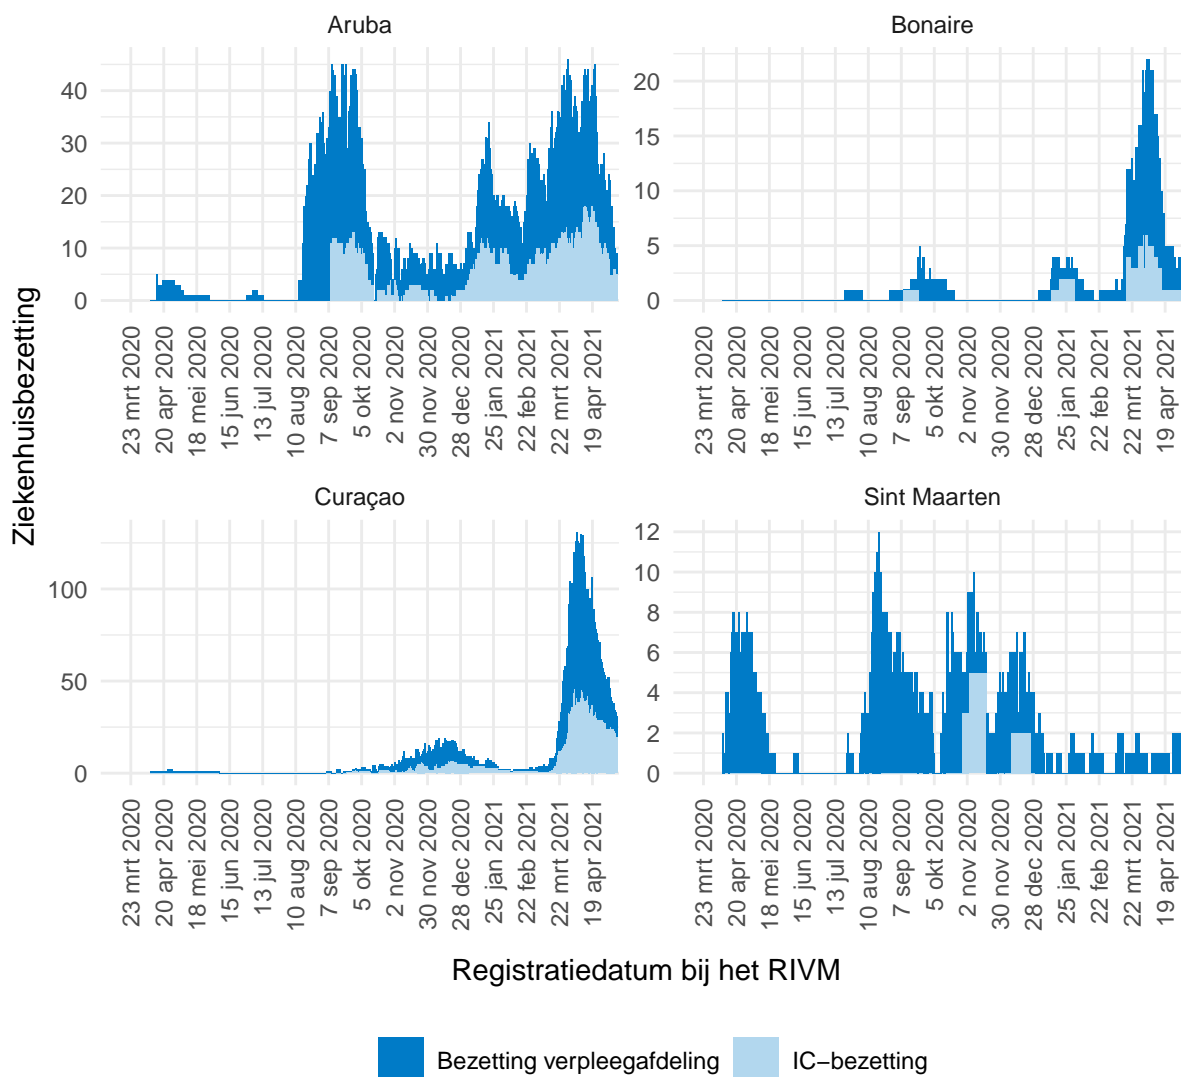 Aruba
Bonaire
40
30
20
10
0
20
15
10
5
0
23 mrt 2020
20 apr 2020
18 mei 2020
15 jun 2020
13 jul 2020
10 aug 2020
7 sep 2020
5 okt 2020
2 nov 2020
30 nov 2020
28 dec 2020
25 jan 2021
22 feb 2021
22 mrt 2021
19 apr 2021
23 mrt 2020
20 apr 2020
18 mei 2020
15 jun 2020
13 jul 2020
10 aug 2020
7 sep 2020
5 okt 2020
2 nov 2020
30 nov 2020
28 dec 2020
25 jan 2021
22 feb 2021
22 mrt 2021
19 apr 2021
Ziekenhuisbezetting
Curaçao
Sint Maarten
100
50
0
12
10
8
6
4
2
0
23 mrt 2020
20 apr 2020
18 mei 2020
15 jun 2020
13 jul 2020
10 aug 2020
7 sep 2020
5 okt 2020
2 nov 2020
30 nov 2020
28 dec 2020
25 jan 2021
22 feb 2021
22 mrt 2021
19 apr 2021
23 mrt 2020
20 apr 2020
18 mei 2020
15 jun 2020
13 jul 2020
10 aug 2020
7 sep 2020
5 okt 2020
2 nov 2020
30 nov 2020
28 dec 2020
25 jan 2021
22 feb 2021
22 mrt 2021
19 apr 2021
Registratiedatum bij het RIVM
Bezetting verpleegafdeling
IC−bezetting